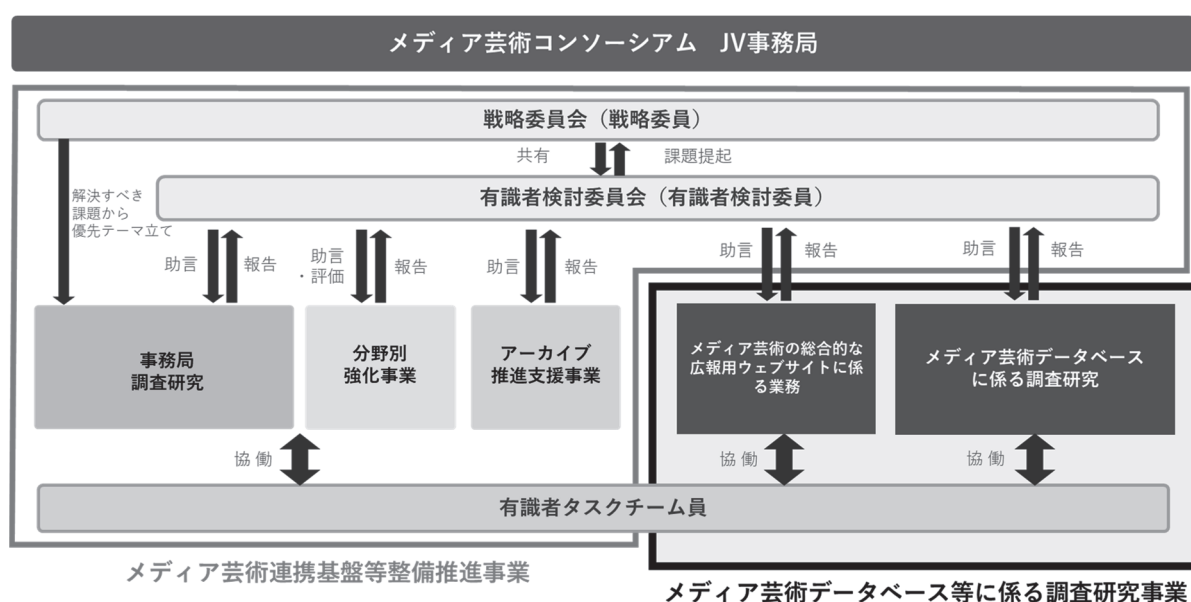 メディア芸術コンソーシアム　JV事務局
戦略委員会（戦略委員）
共有
課題提起
解決すべき
課題から
優先テーマ立て
有識者検討委員会（有識者検討委員）
助言
報告
助言
・評価
報告
助言
報告
助言
報告
助言
報告
事務局
調査研究
分野別
強化事業
アーカイブ
推進支援事業
メディア芸術の総合的な
広報用ウェブサイトに係
る業務
メディア芸術データベース
に係る調査研究
協 働
協 働
協 働
有識者タスクチーム員
メディア芸術連携基盤等整備推進事業
メディア芸術データベース等に係る調査研究事業